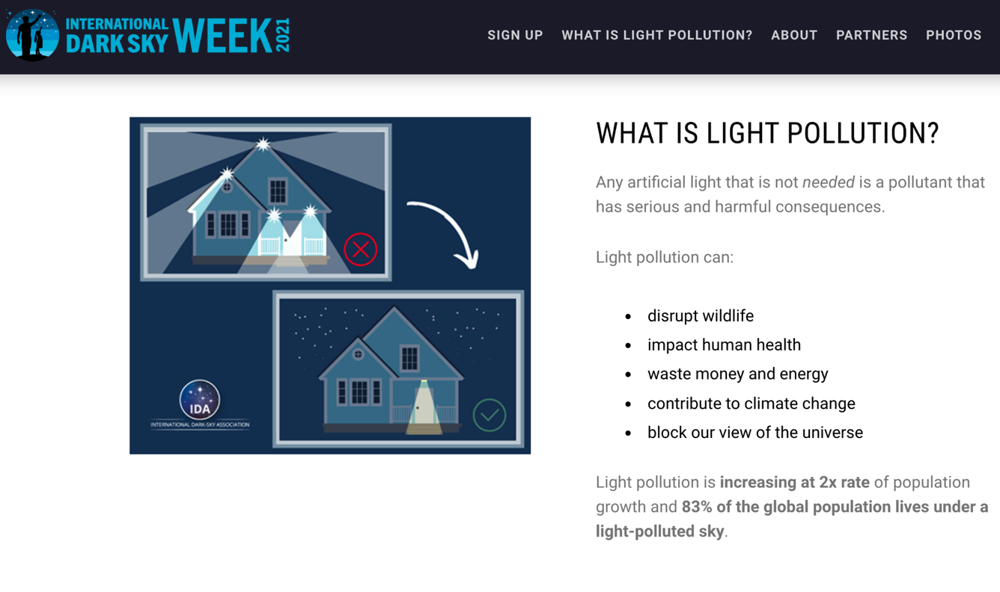 INTERNATIONAL
DARK SKY WEEK 2021
SIGN UP WHAT IS LIGHT POLLUTION? ABOUT PARTNERS PHOTOS
IDA
INTERNATIONAL DARK-SKY ASSOCIATION
WHAT IS LIGHT POLLUTION?
Any artificial light that is not needed is a pollutant that
has serious and harmful consequences.
Light pollution can:
• disrupt wildlife
• impact human health
• waste money and energy
• contribute to climate change
• block our view of the universe
Light pollution is increasing at 2x rate of population
growth and 83% of the global population lives under a
light-polluted sky.